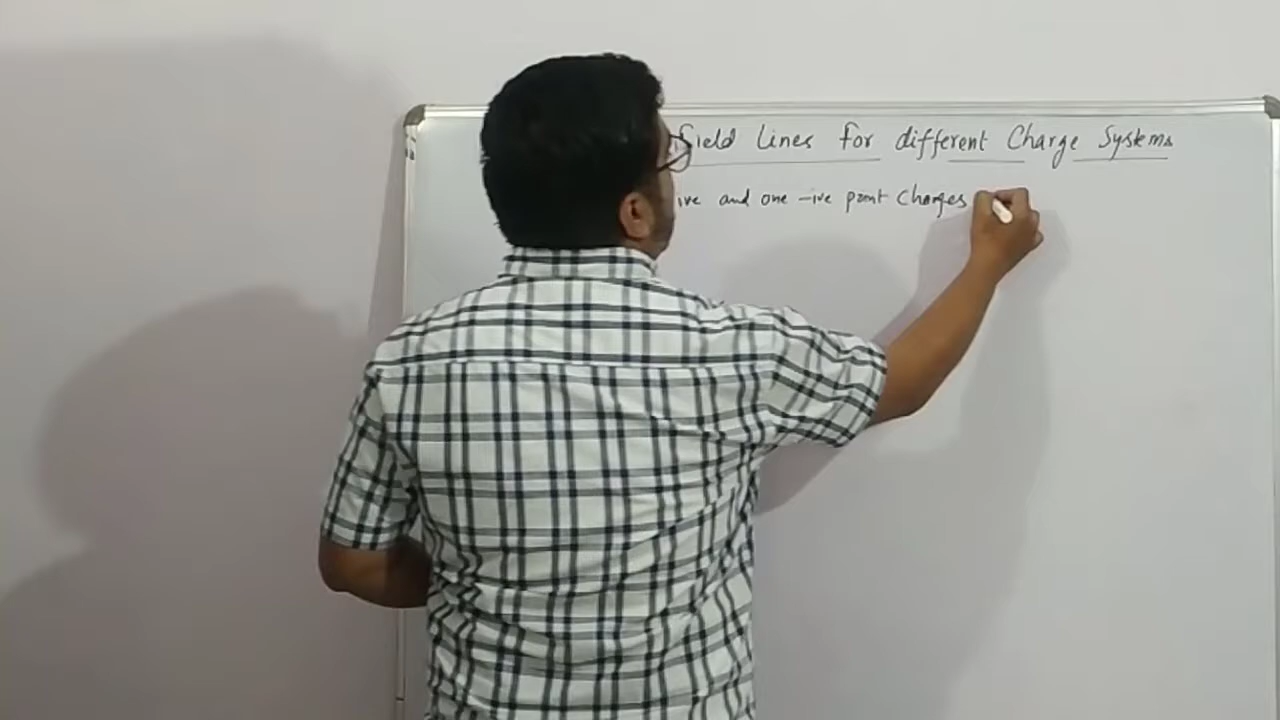 field Lines for different Charge Systems
ive and one -ive point Charges